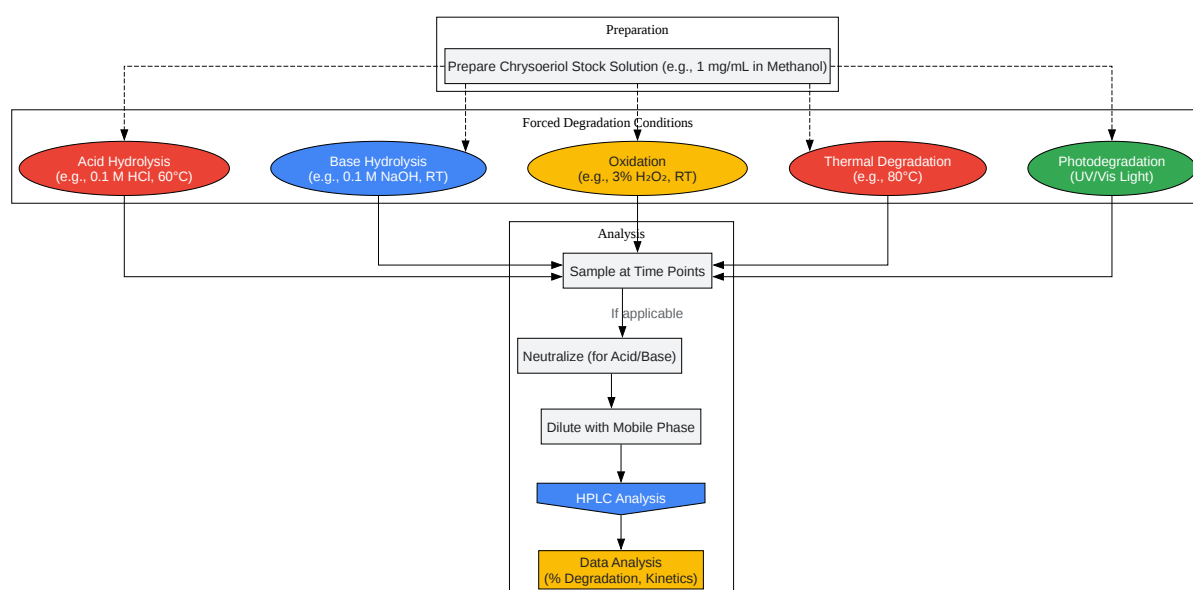 Preparation
Prepare Chrysoeriol Stock Solution (e.g., 1 mg/mL in Methanol)
Forced Degradation Conditions
Acid Hydrolysis
(e.g., 0.1 M HCl, 60°C)
Base Hydrolysis
(e.g., 0.1 M NaOH, RT)
Oxidation
(e.g., 3% H₂O₂, RT)
Thermal Degradation
(e.g., 80°C)
Photodegradation
(UV/Vis Light)
Analysis
Sample at Time Points
If applicable
Neutralize (for Acid/Base)
Dilute with Mobile Phase
HPLC Analysis
Data Analysis
(% Degradation, Kinetics)